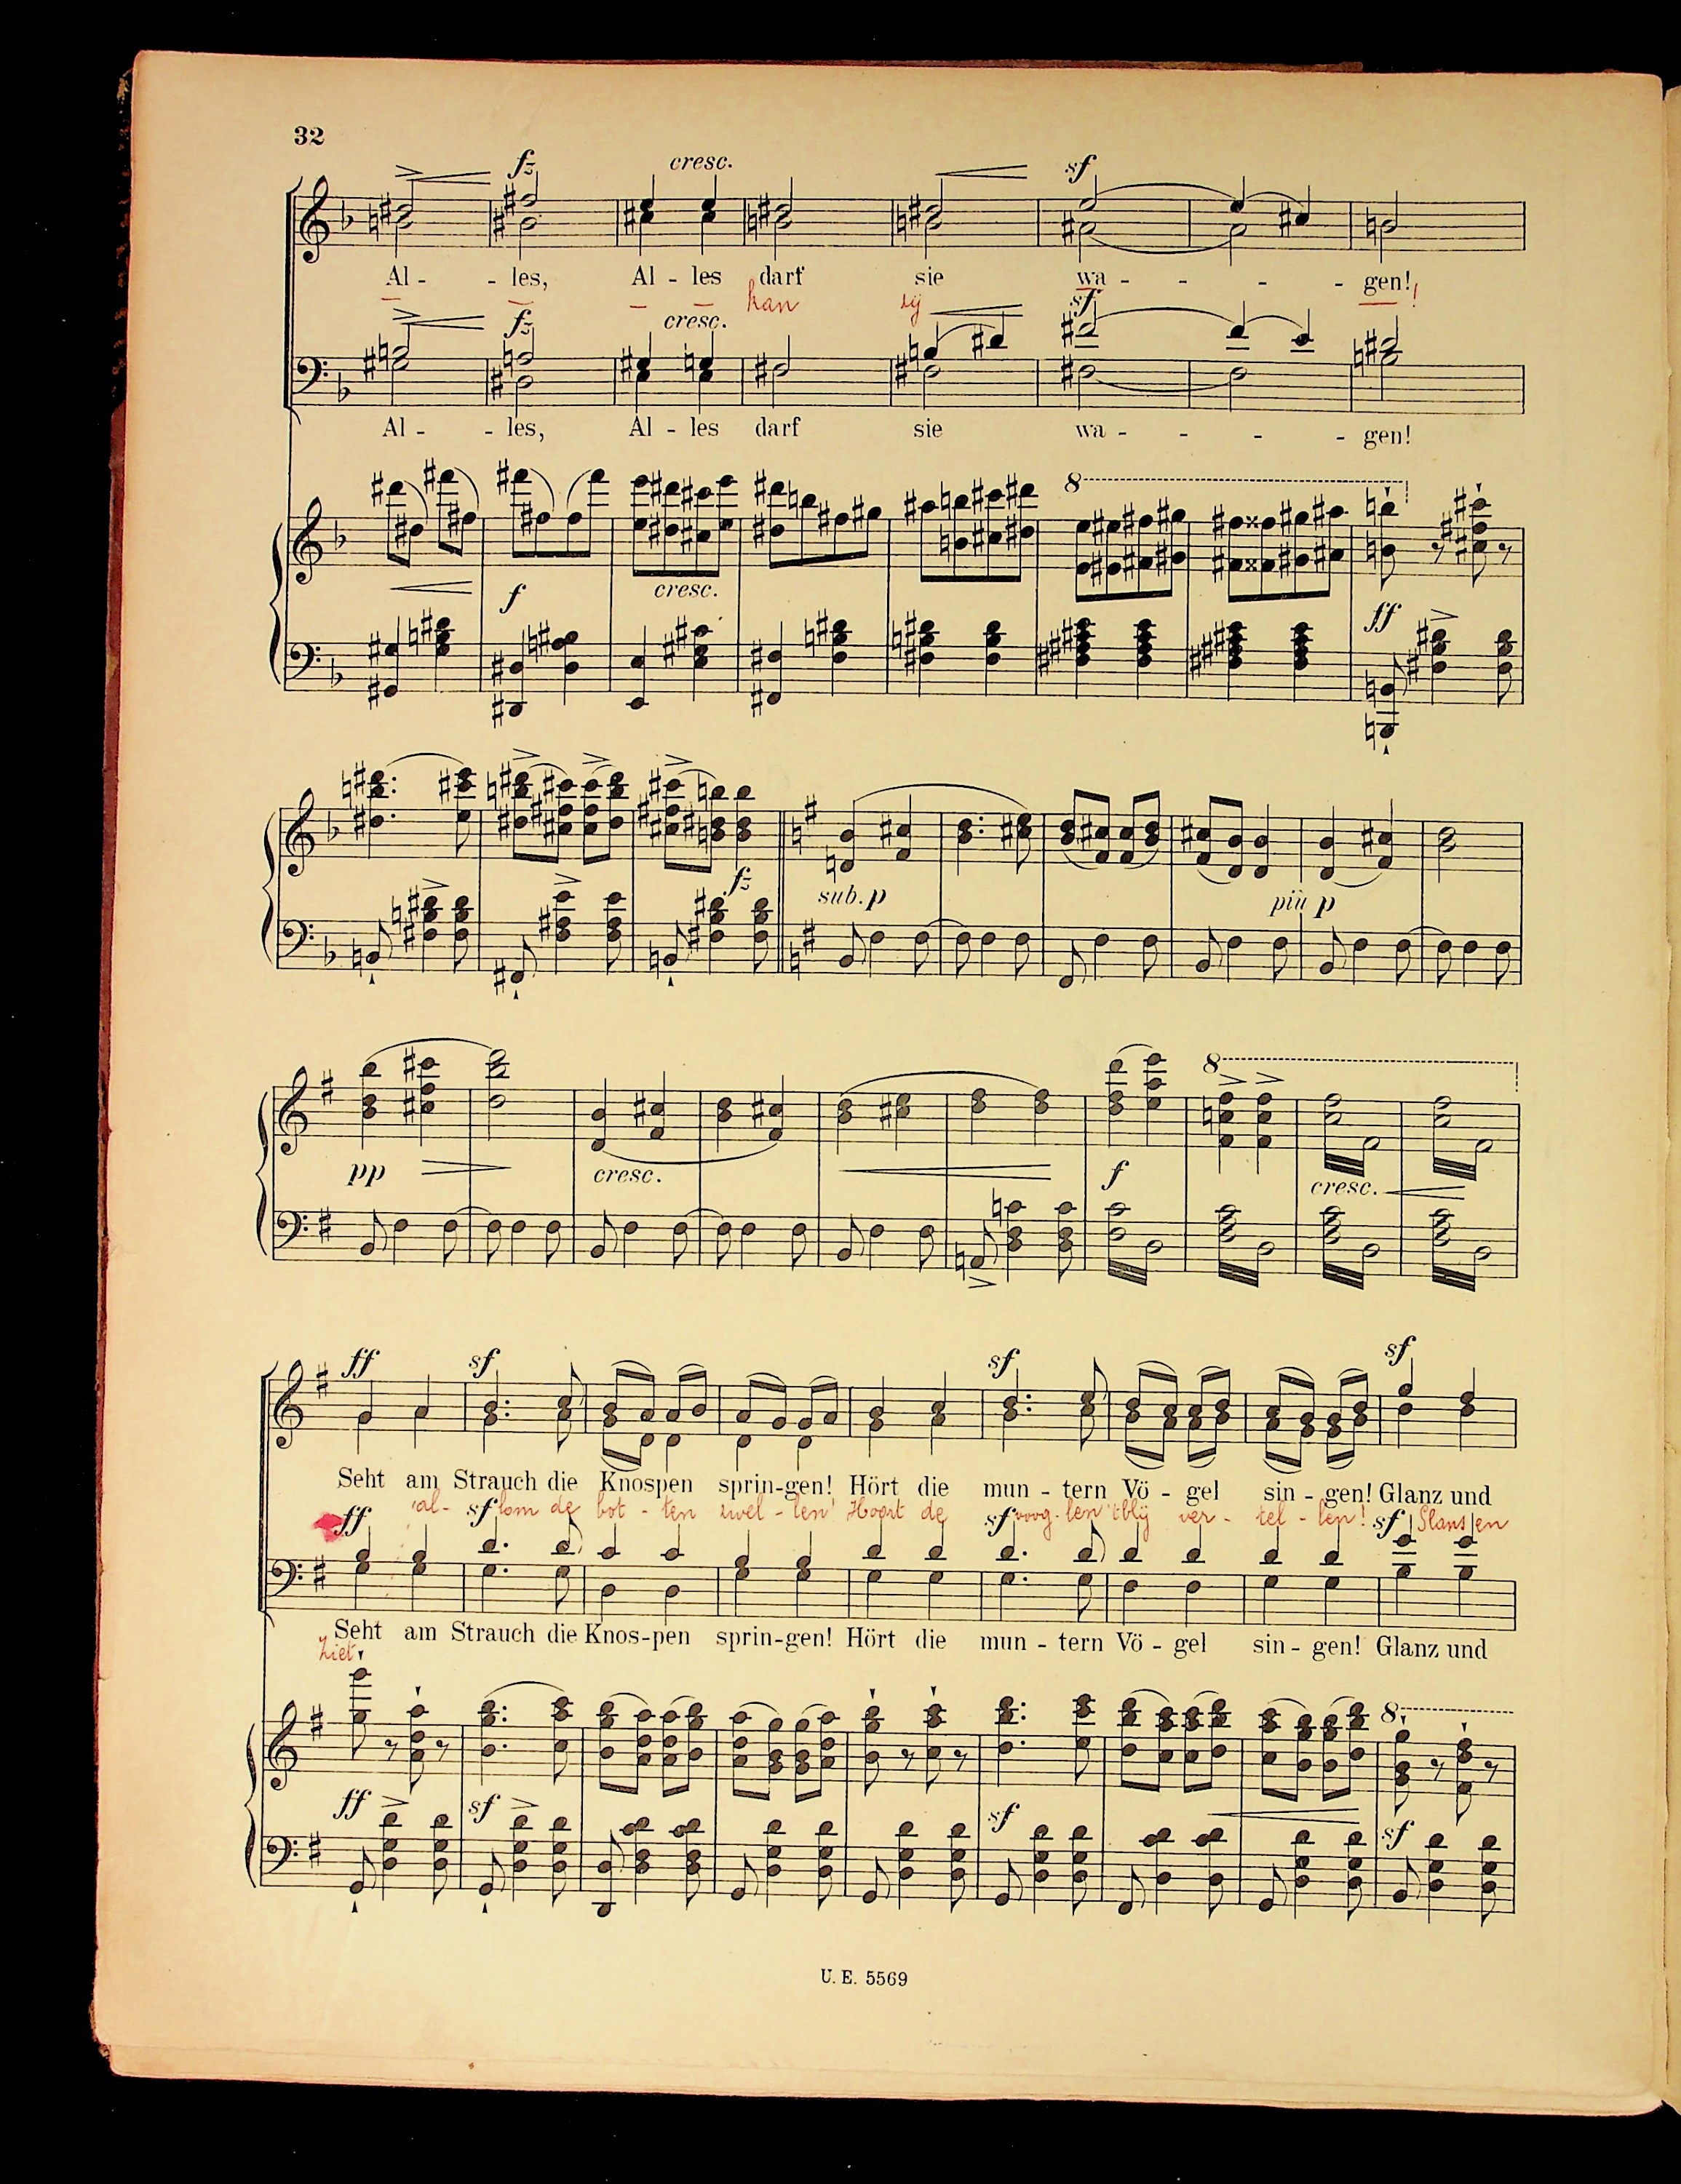 32
fz cresc. sf
Al - - les, Al - les darf sie wa - - - - gen!
kan zij !
fz cresc. sf
Al - - les, Al - les darf sie wa - - - - gen!
8
f cresc. ff
fz sub. p più p
8
pp cresc. f cresc.
ff sf sf sf
Seht am Strauch die Knospen sprin-gen! Hört die mun - tern Vö - gel sin - gen! Glanz und
al- lom de bot - ten zwel - len! Hoort de voog- len 't blij ver - tel - len! Glans en
ff sf sf sf
Seht am Strauch die Knos-pen sprin-gen! Hört die mun - tern Vö - gel sin - gen! Glanz und
Ziet
8
ff sf sf sf
U. E. 5569